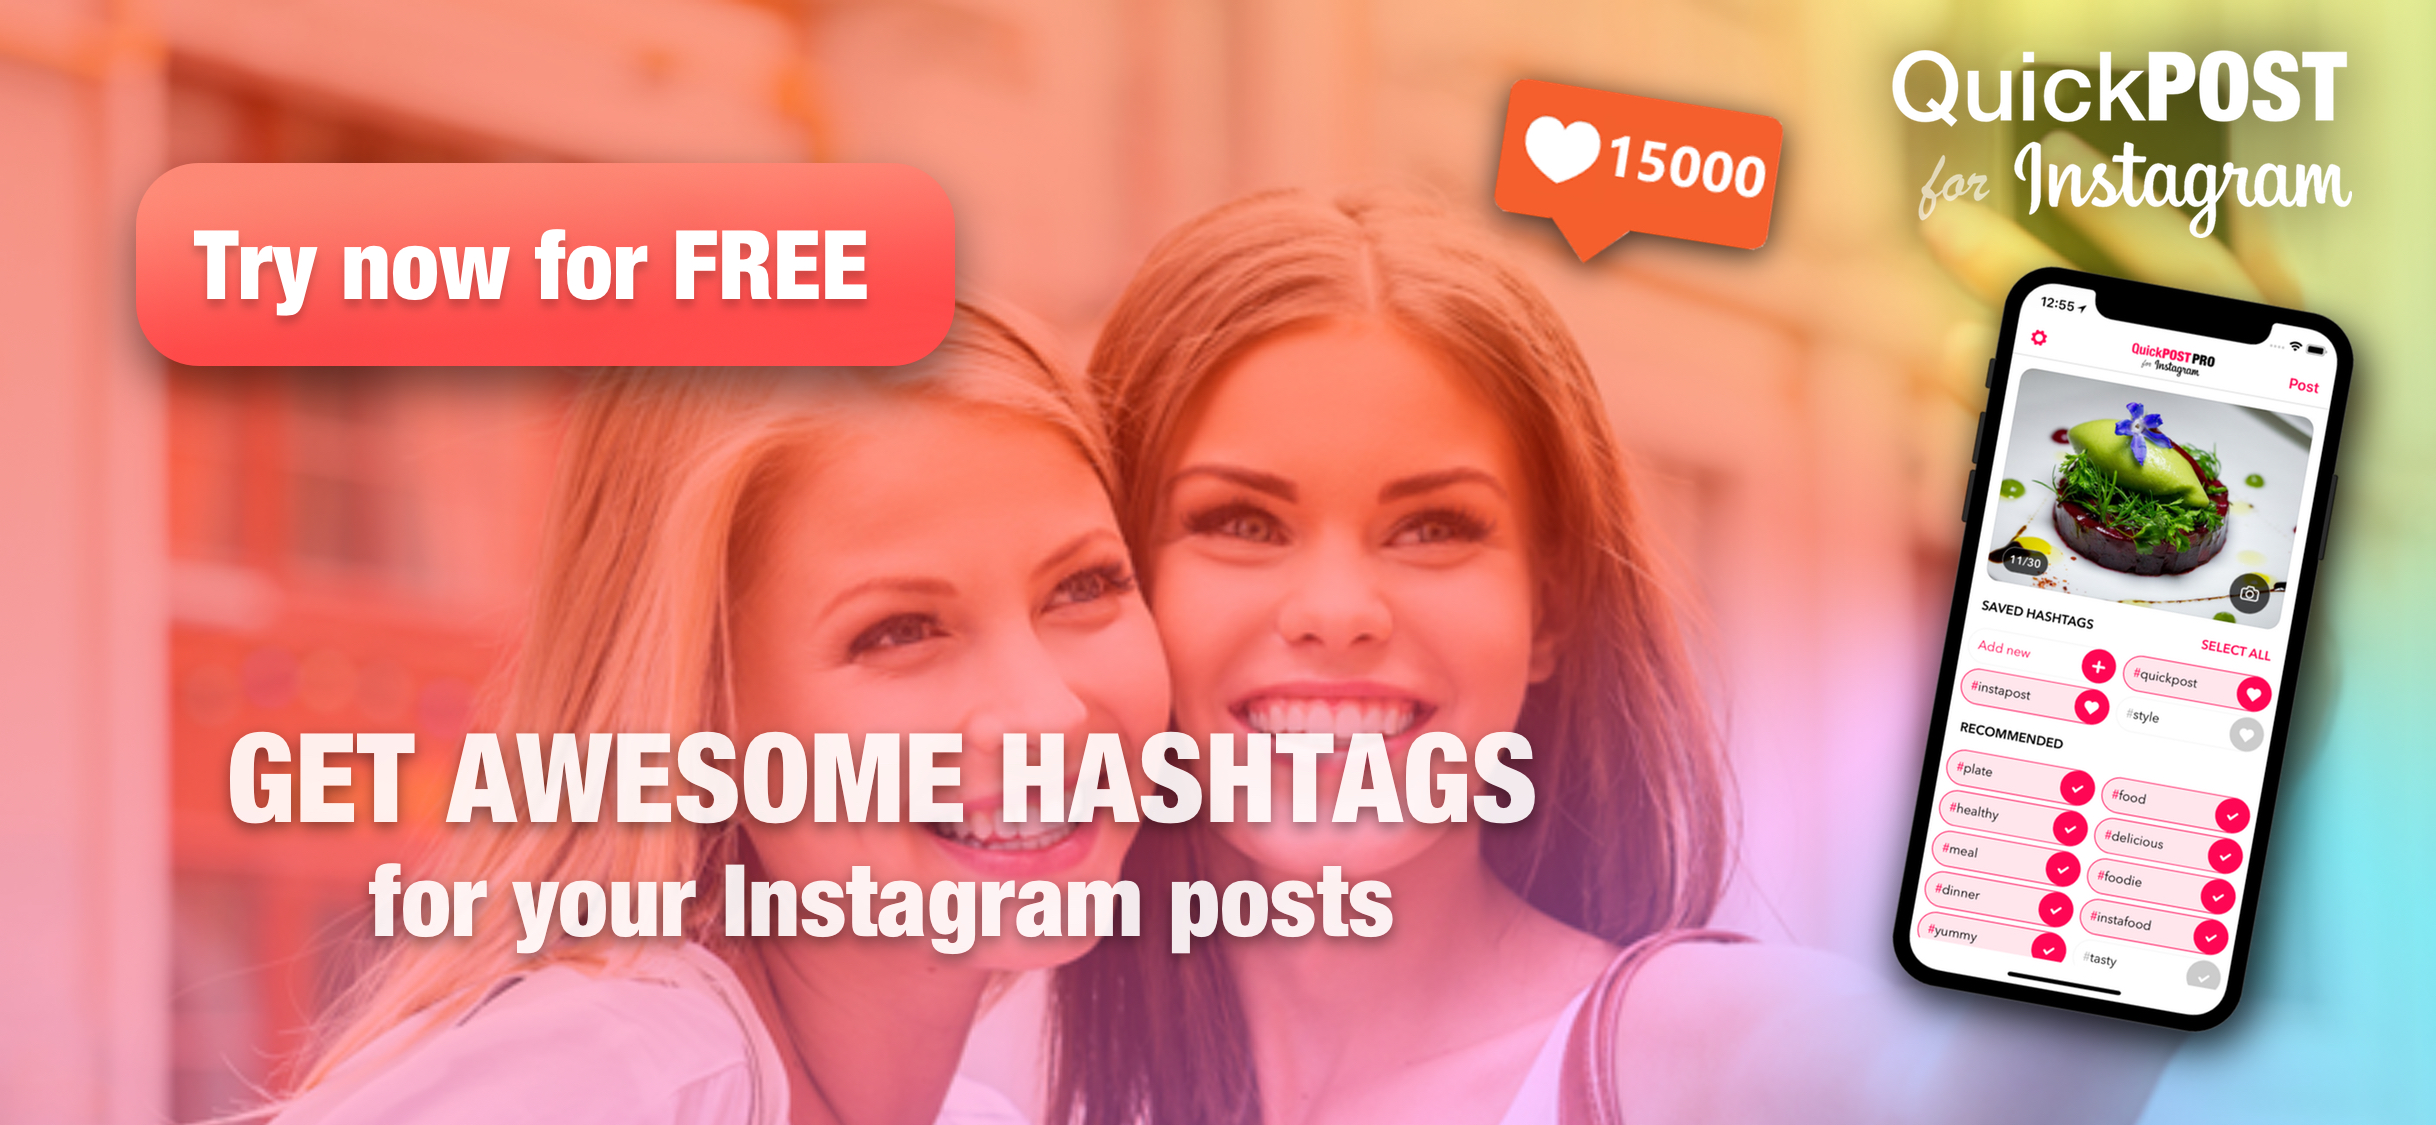 Try now for FREE
15000
QuickPOST
for Instagram
GET AWESOME HASHTAGS
for your Instagram posts
12:55
QuickPOST PRO
for Instagram
Post
11/30
SAVED HASHTAGS
SELECT ALL
Add new
#quickpost
#instapost
#style
RECOMMENDED
#plate
#food
#healthy
#delicious
#meal
#foodie
#dinner
#instafood
#yummy
#tasty